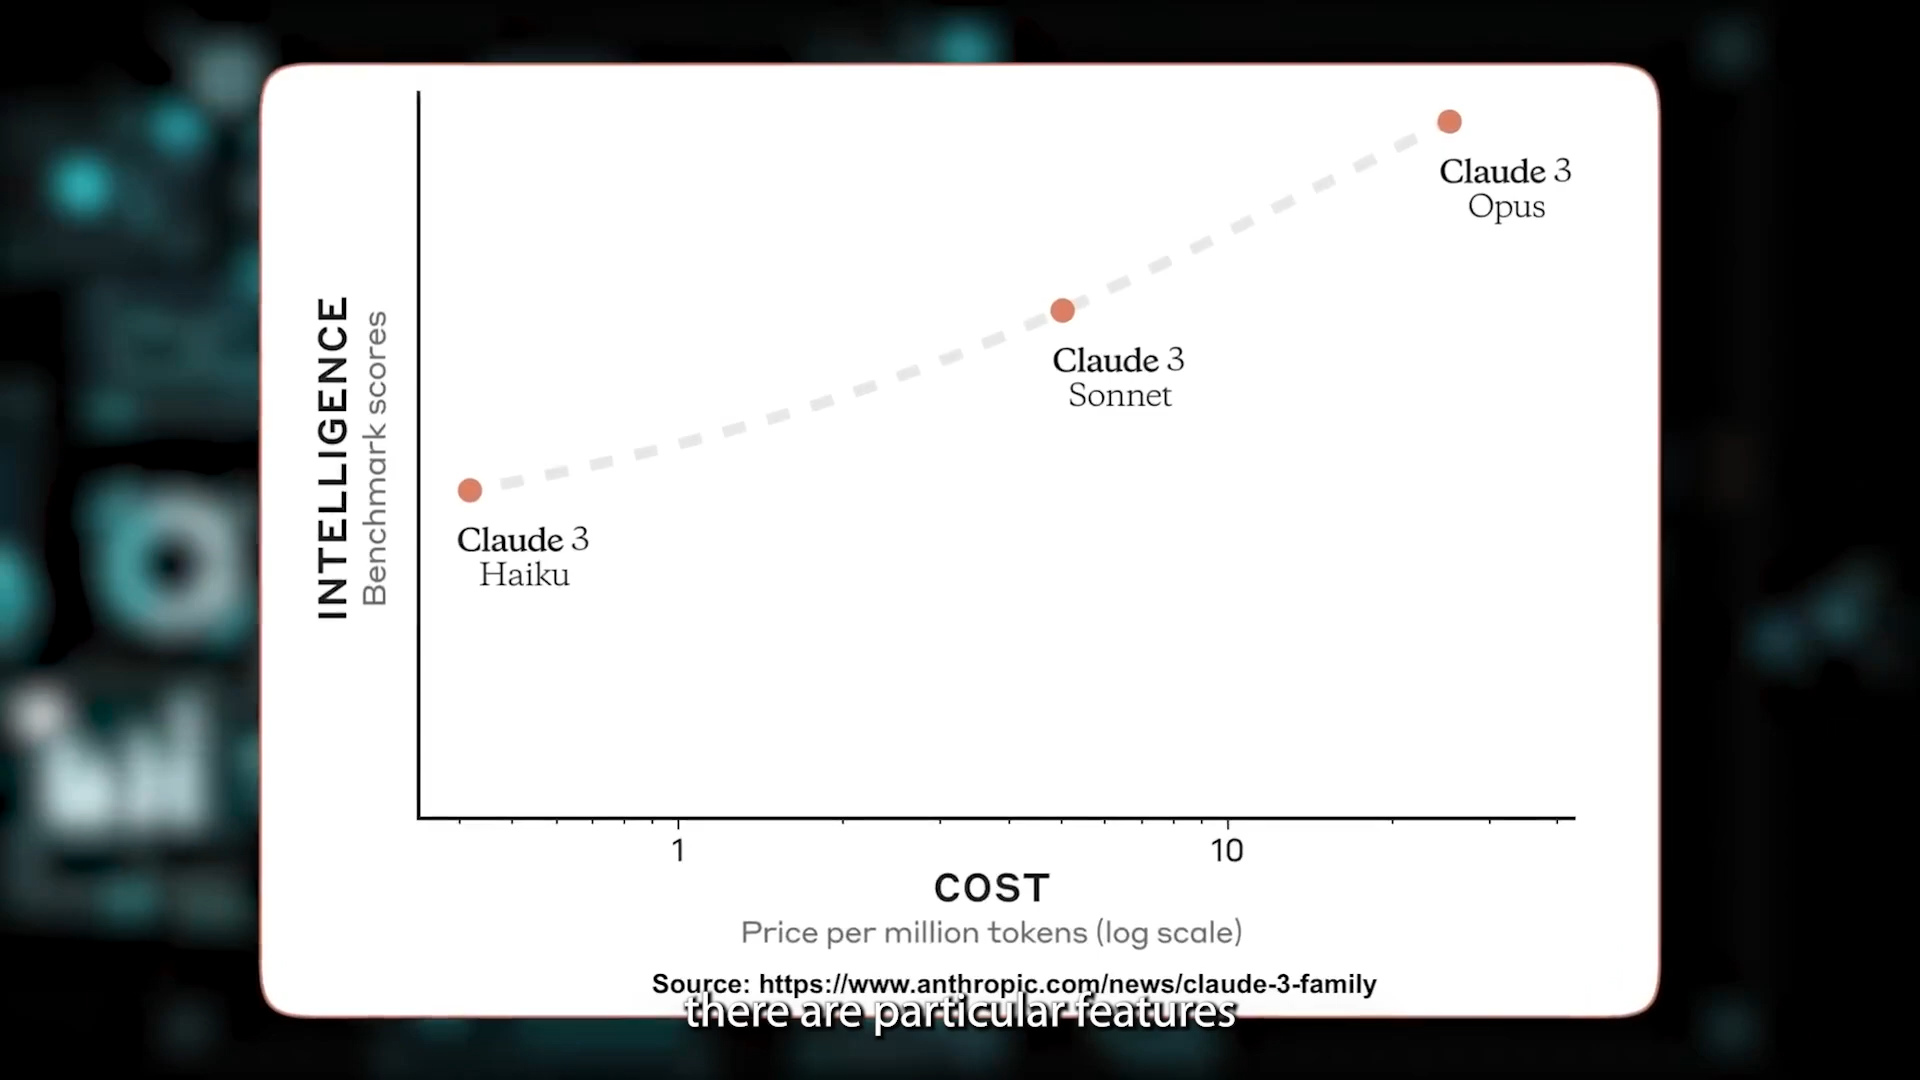 INTELLIGENCE
Benchmark scores
Claude 3
Opus
Claude 3
Sonnet
Claude 3
Haiku
1
10
COST
Price per million tokens (log scale)
Source: https://www.anthropic.com/news/claude-3-family
there are particular features